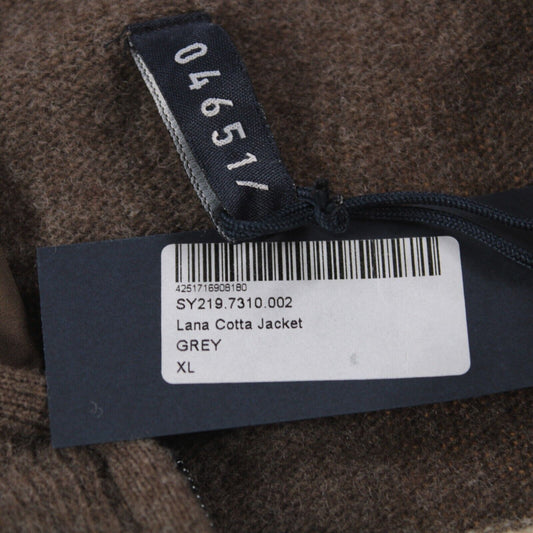 04651/
4251716908180
SY219.7310.002
Lana Cotta Jacket
GREY
XL